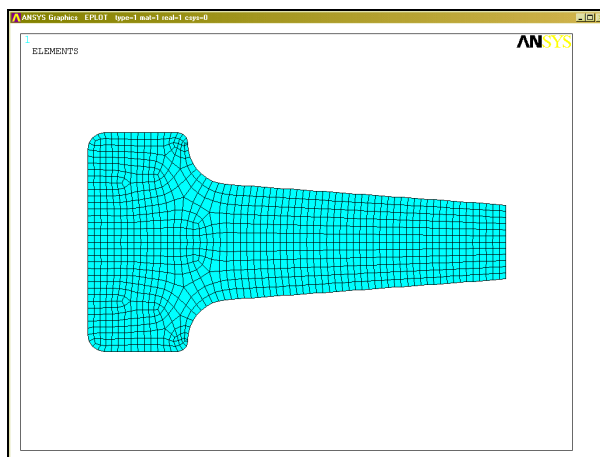 ANSYS Graphics EPLOT type=1 mat=1 real=1 csys=0
1
ELEMENTS
ANSYS